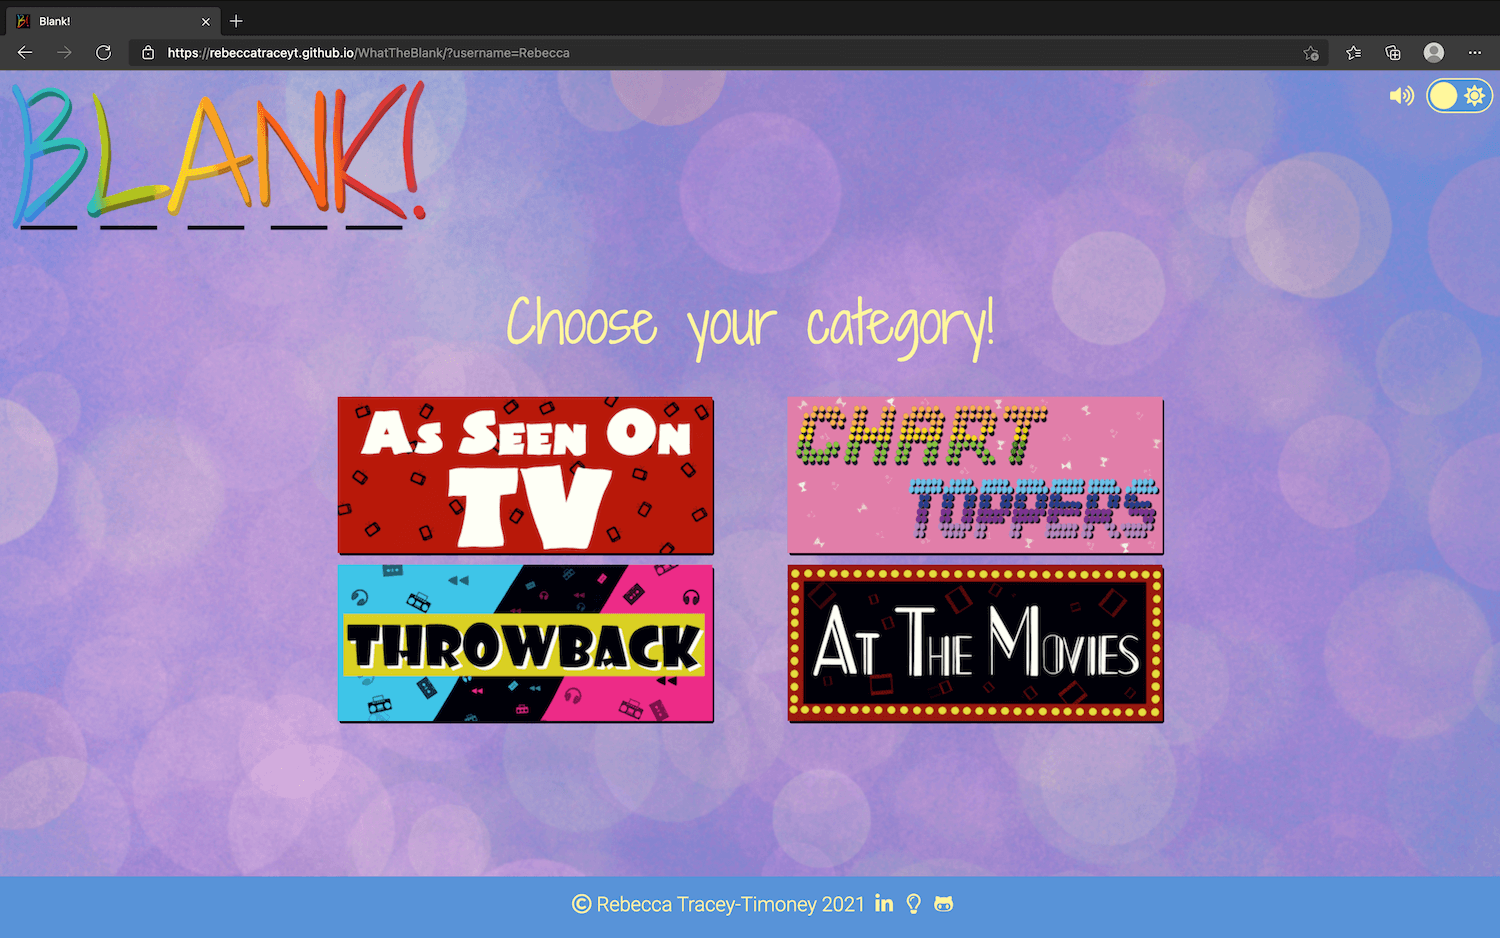 Blank!
https://rebeccatraceyt.github.io/WhatTheBlank/?username=Rebecca
BLANK!
Choose your category!
As Seen On
TV
CHART
TOPPERS
THROWBACK
At The Movies
© Rebecca Tracey-Timoney 2021 in